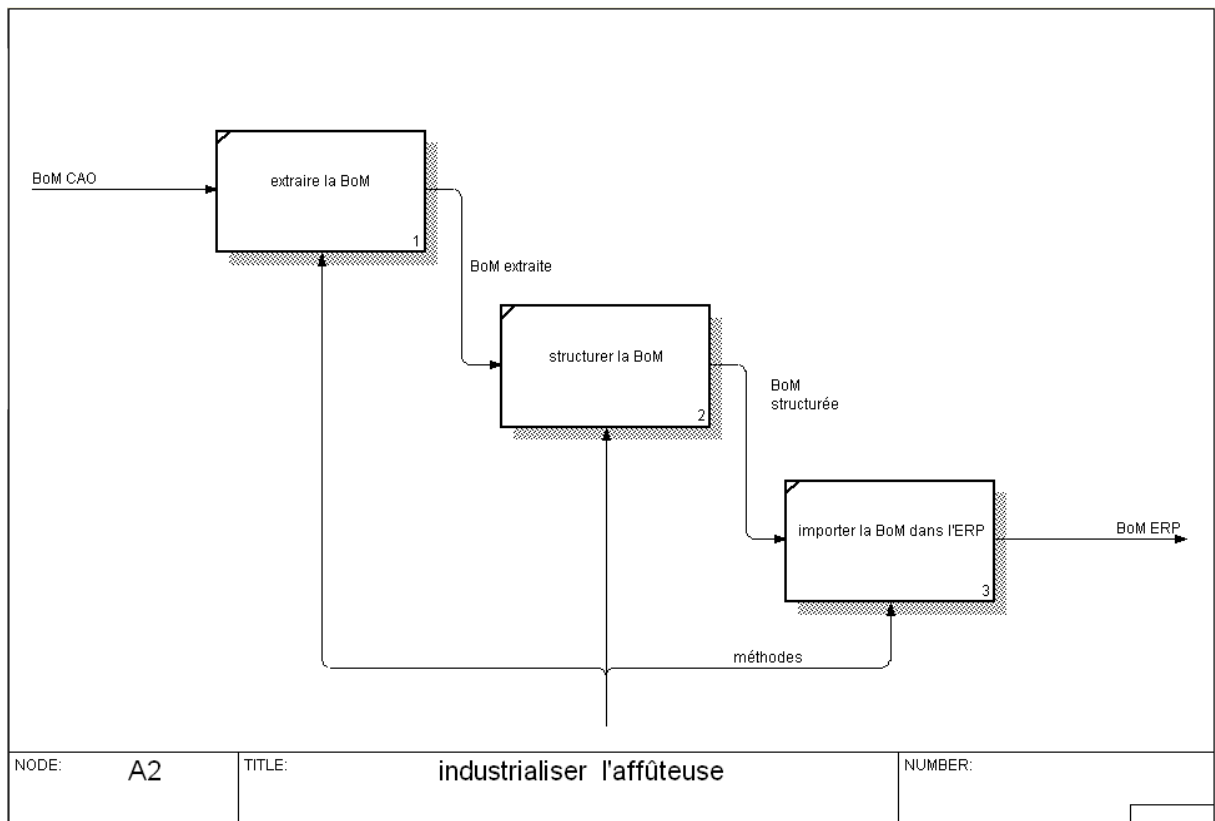 BoM CAO
extraire la BoM
1
BoM extraite
structurer la BoM
2
BoM
structurée
importer la BoM dans l'ERP
3
BoM ERP
méthodes
NODE:
A2
TITLE:
industrialiser l'affûteuse
NUMBER: